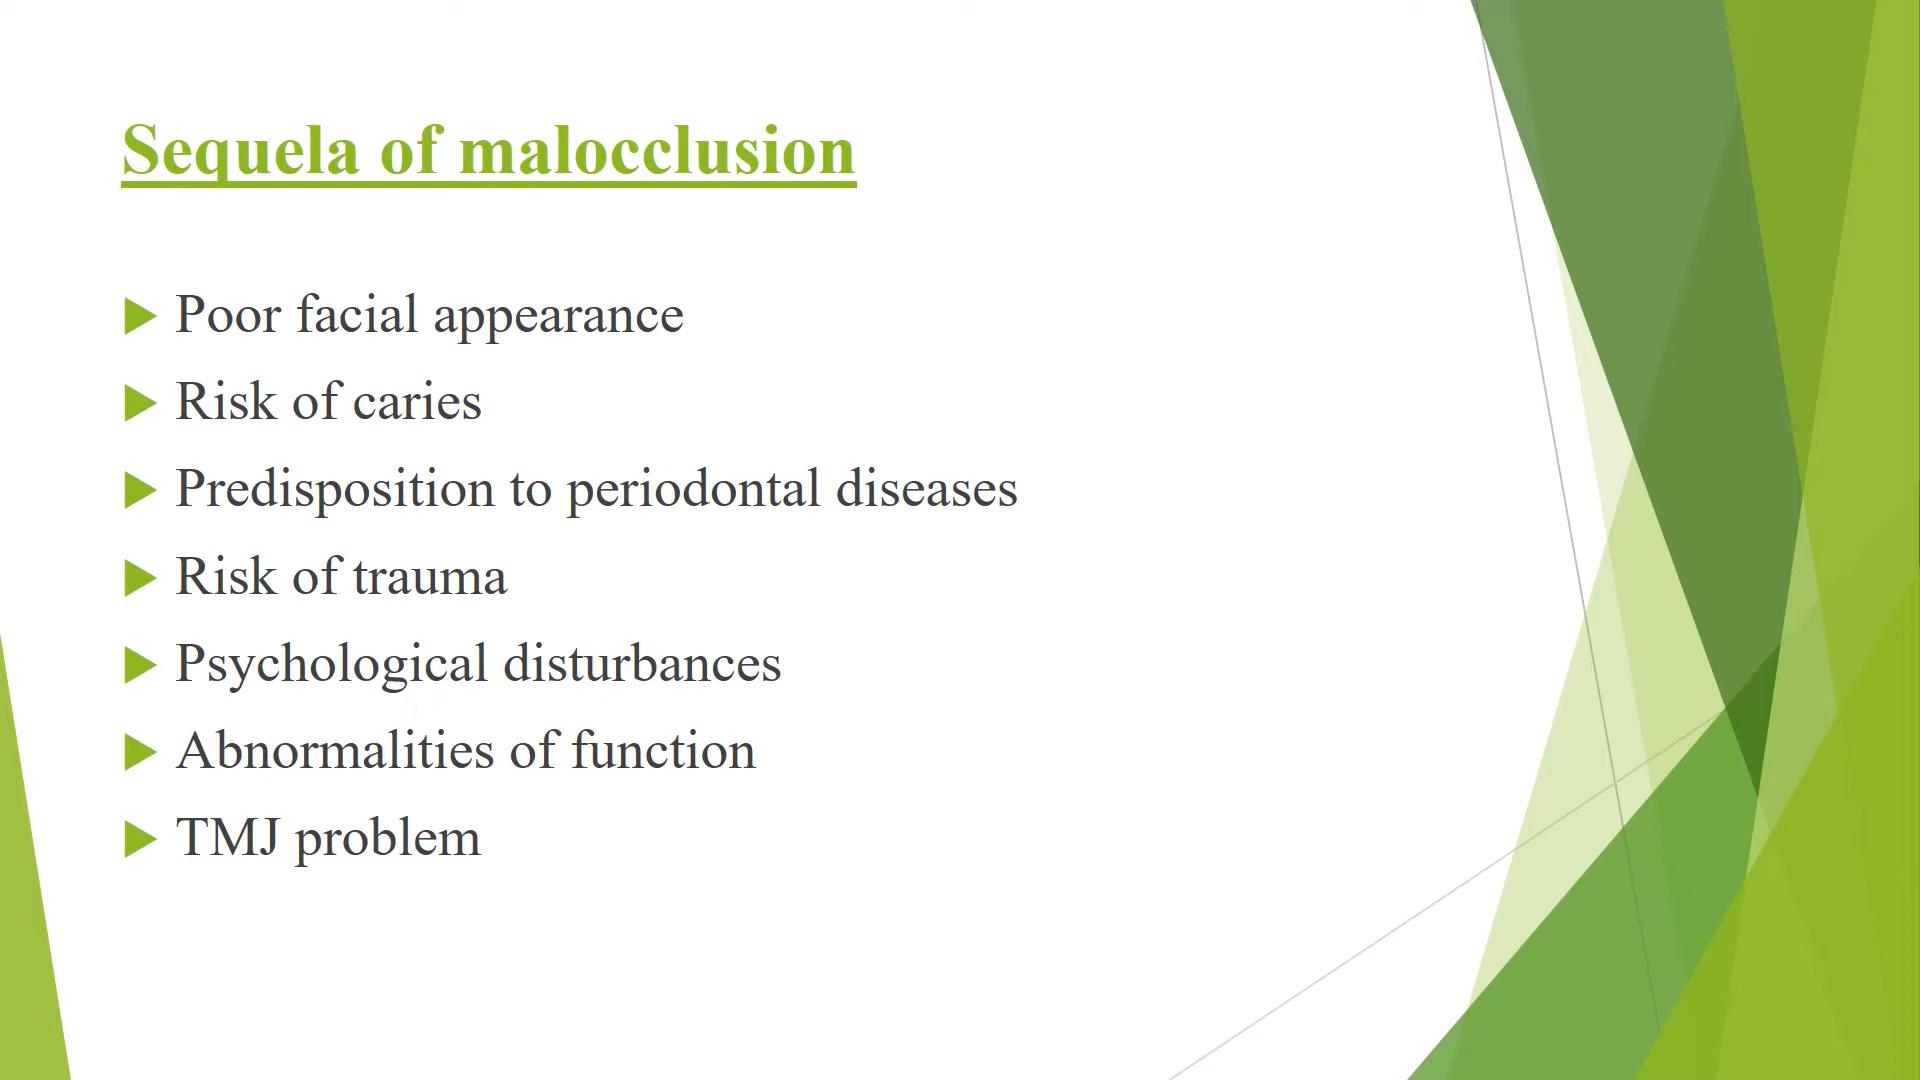 Sequela of malocclusion
Poor facial appearance
Risk of caries
Predisposition to periodontal diseases
Risk of trauma
Psychological disturbances
Abnormalities of function
TMJ problem